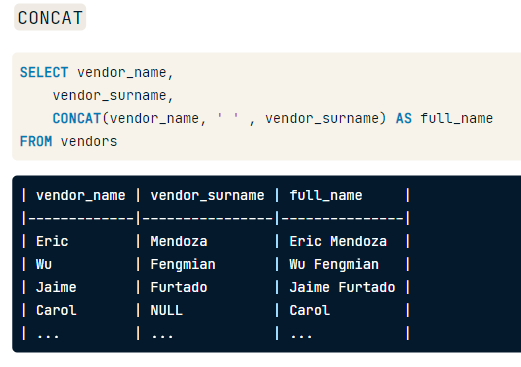 CONCAT
SELECT vendor_name,
    vendor_surname,
    CONCAT(vendor_name, ' ' , vendor_surname) AS full_name
FROM vendors
| vendor_name | vendor_surname | full_name     |
|-------------|----------------|---------------|
| Eric        | Mendoza        | Eric Mendoza  |
| Wu          | Fengmian       | Wu Fengmian   |
| Jaime       | Furtado        | Jaime Furtado |
| Carol       | NULL           | Carol         |
| ...         | ...            | ...           |